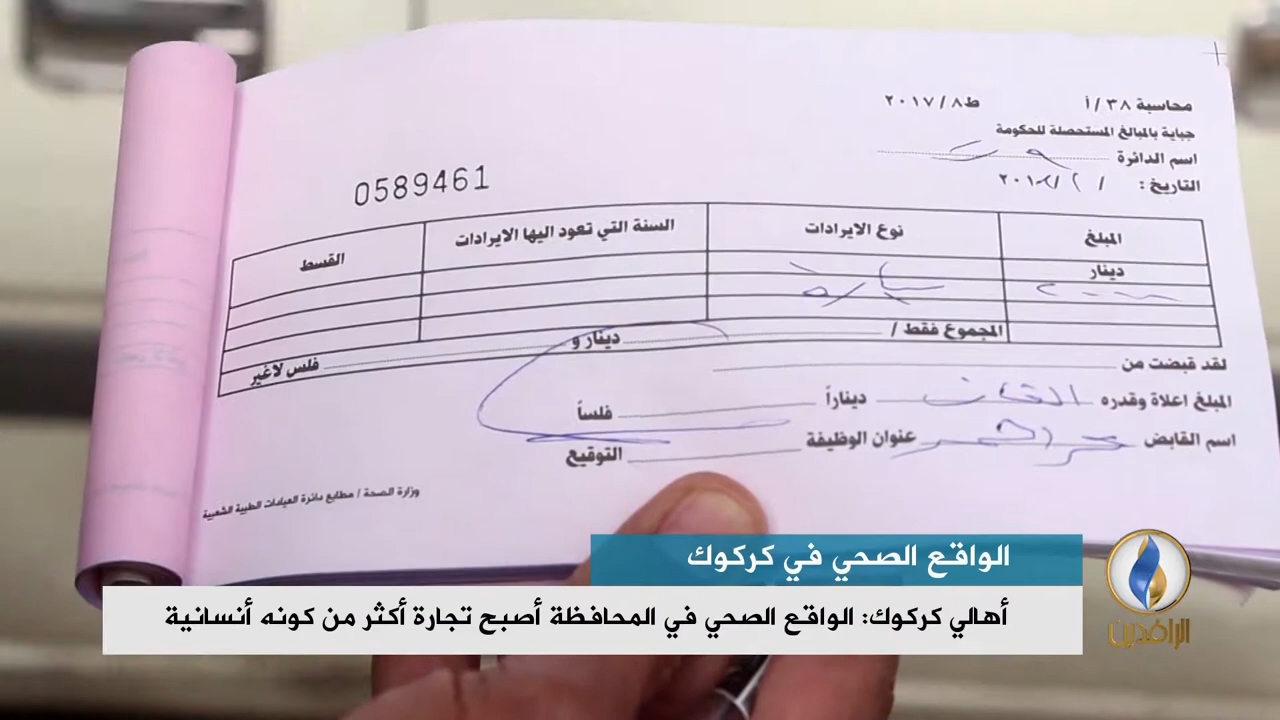 محاسبة ٣٨/أ ط٢٠١٧/٨
جباية بالمبالغ المستحصلة للحكومة
اسم الدائرة
التاريخ :
0589461
المبلغ نوع الايرادات السنة التي تعود اليها الايرادات القسط
دينار
سيارة
المجموع فقط / دينار و فلس لاغير
لقد قبضت من
المبلغ اعلاة وقدره الفان ديناراً فلساً
اسم القابض عنوان الوظيفة التوقيع
وزارة الصحة / مطابع دائرة العيادات الطبية الشعبية
الواقع الصحي في كركوك
أهالي كركوك: الواقع الصحي في المحافظة أصبح تجارة أكثر من كونه أنسانية
الرافدين